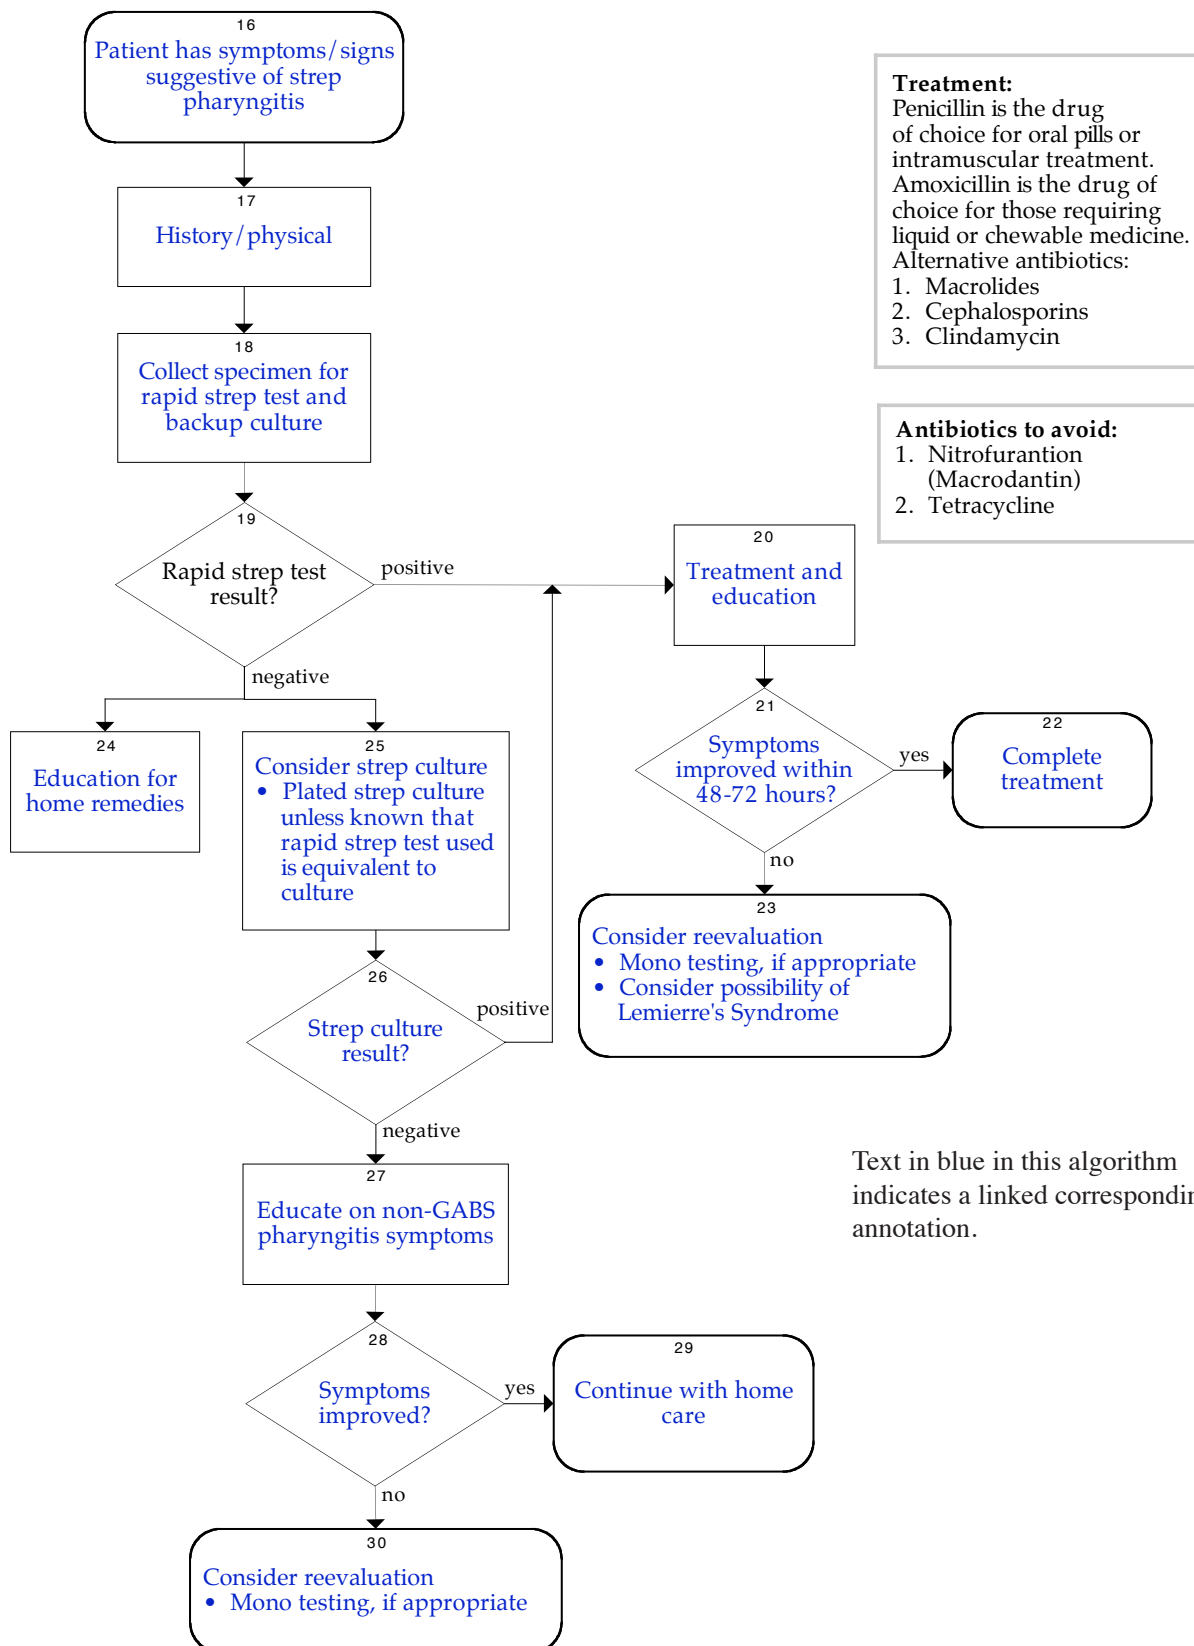 16
Patient has symptoms/signs
suggestive of strep
pharyngitis
17
History/physical
18
Collect specimen for
rapid strep test and
backup culture
19
Rapid strep test
result?
positive
negative
Treatment:
Penicillin is the drug
of choice for oral pills or
intramuscular treatment.
Amoxicillin is the drug of
choice for those requiring
liquid or chewable medicine.
Alternative antibiotics:
1. Macrolides
2. Cephalosporins
3. Clindamycin
Antibiotics to avoid:
1. Nitrofurantion
(Macrodantin)
2. Tetracycline
20
Treatment and
education
21
Symptoms
improved within
48-72 hours?
yes
22
Complete
treatment
no
23
Consider reevaluation
• Mono testing, if appropriate
• Consider possibility of
Lemierre's Syndrome
24
Education for
home remedies
25
Consider strep culture
• Plated strep culture
unless known that
rapid strep test used
is equivalent to
culture
26
Strep culture
result?
positive
negative
27
Educate on non-GABS
pharyngitis symptoms
28
Symptoms
improved?
yes
29
Continue with home
care
no
30
Consider reevaluation
• Mono testing, if appropriate
Text in blue in this algorithm
indicates a linked correspondin
annotation.